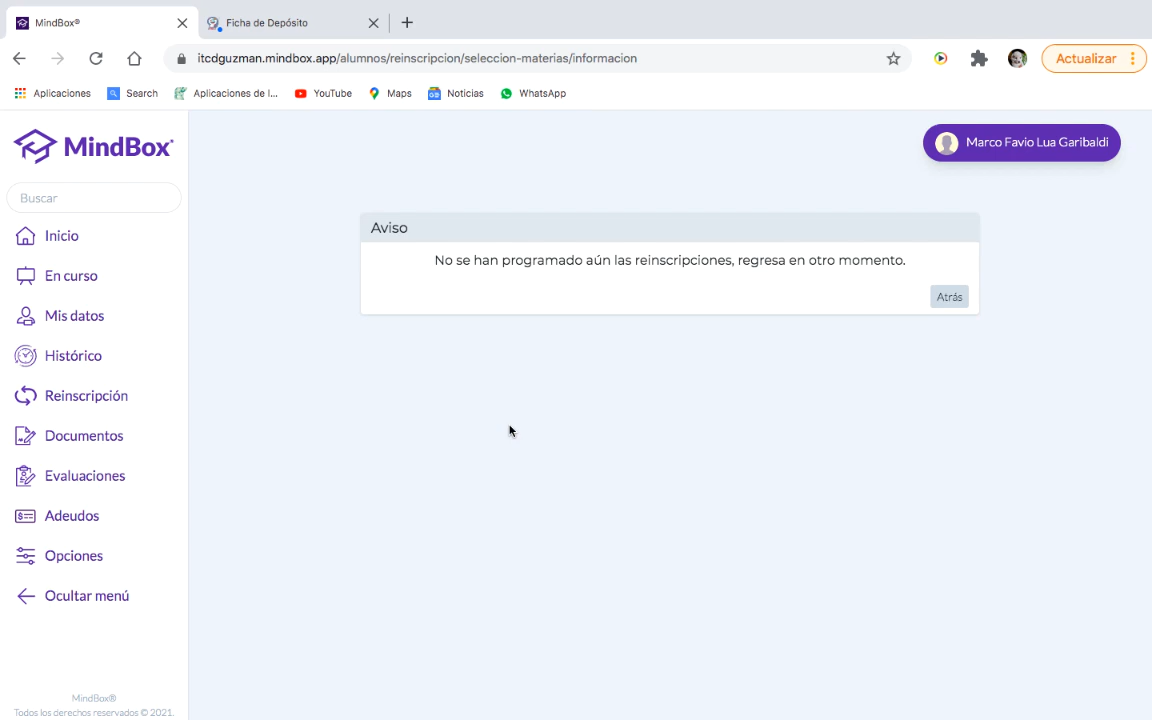 MindBox®
Ficha de Depósito
itcdguzman.mindbox.app/alumnos/reinscripcion/seleccion-materias/informacion
Actualizar
Aplicaciones
Search
Aplicaciones de l...
YouTube
Maps
Noticias
WhatsApp
MindBox®
Marco Favio Lua Garibaldi
Buscar
Inicio
En curso
Mis datos
Histórico
Reinscripción
Documentos
Evaluaciones
Adeudos
Opciones
Ocultar menú
Aviso
No se han programado aún las reinscripciones, regresa en otro momento.
Atrás
MindBox®
Todos los derechos reservados © 2021.